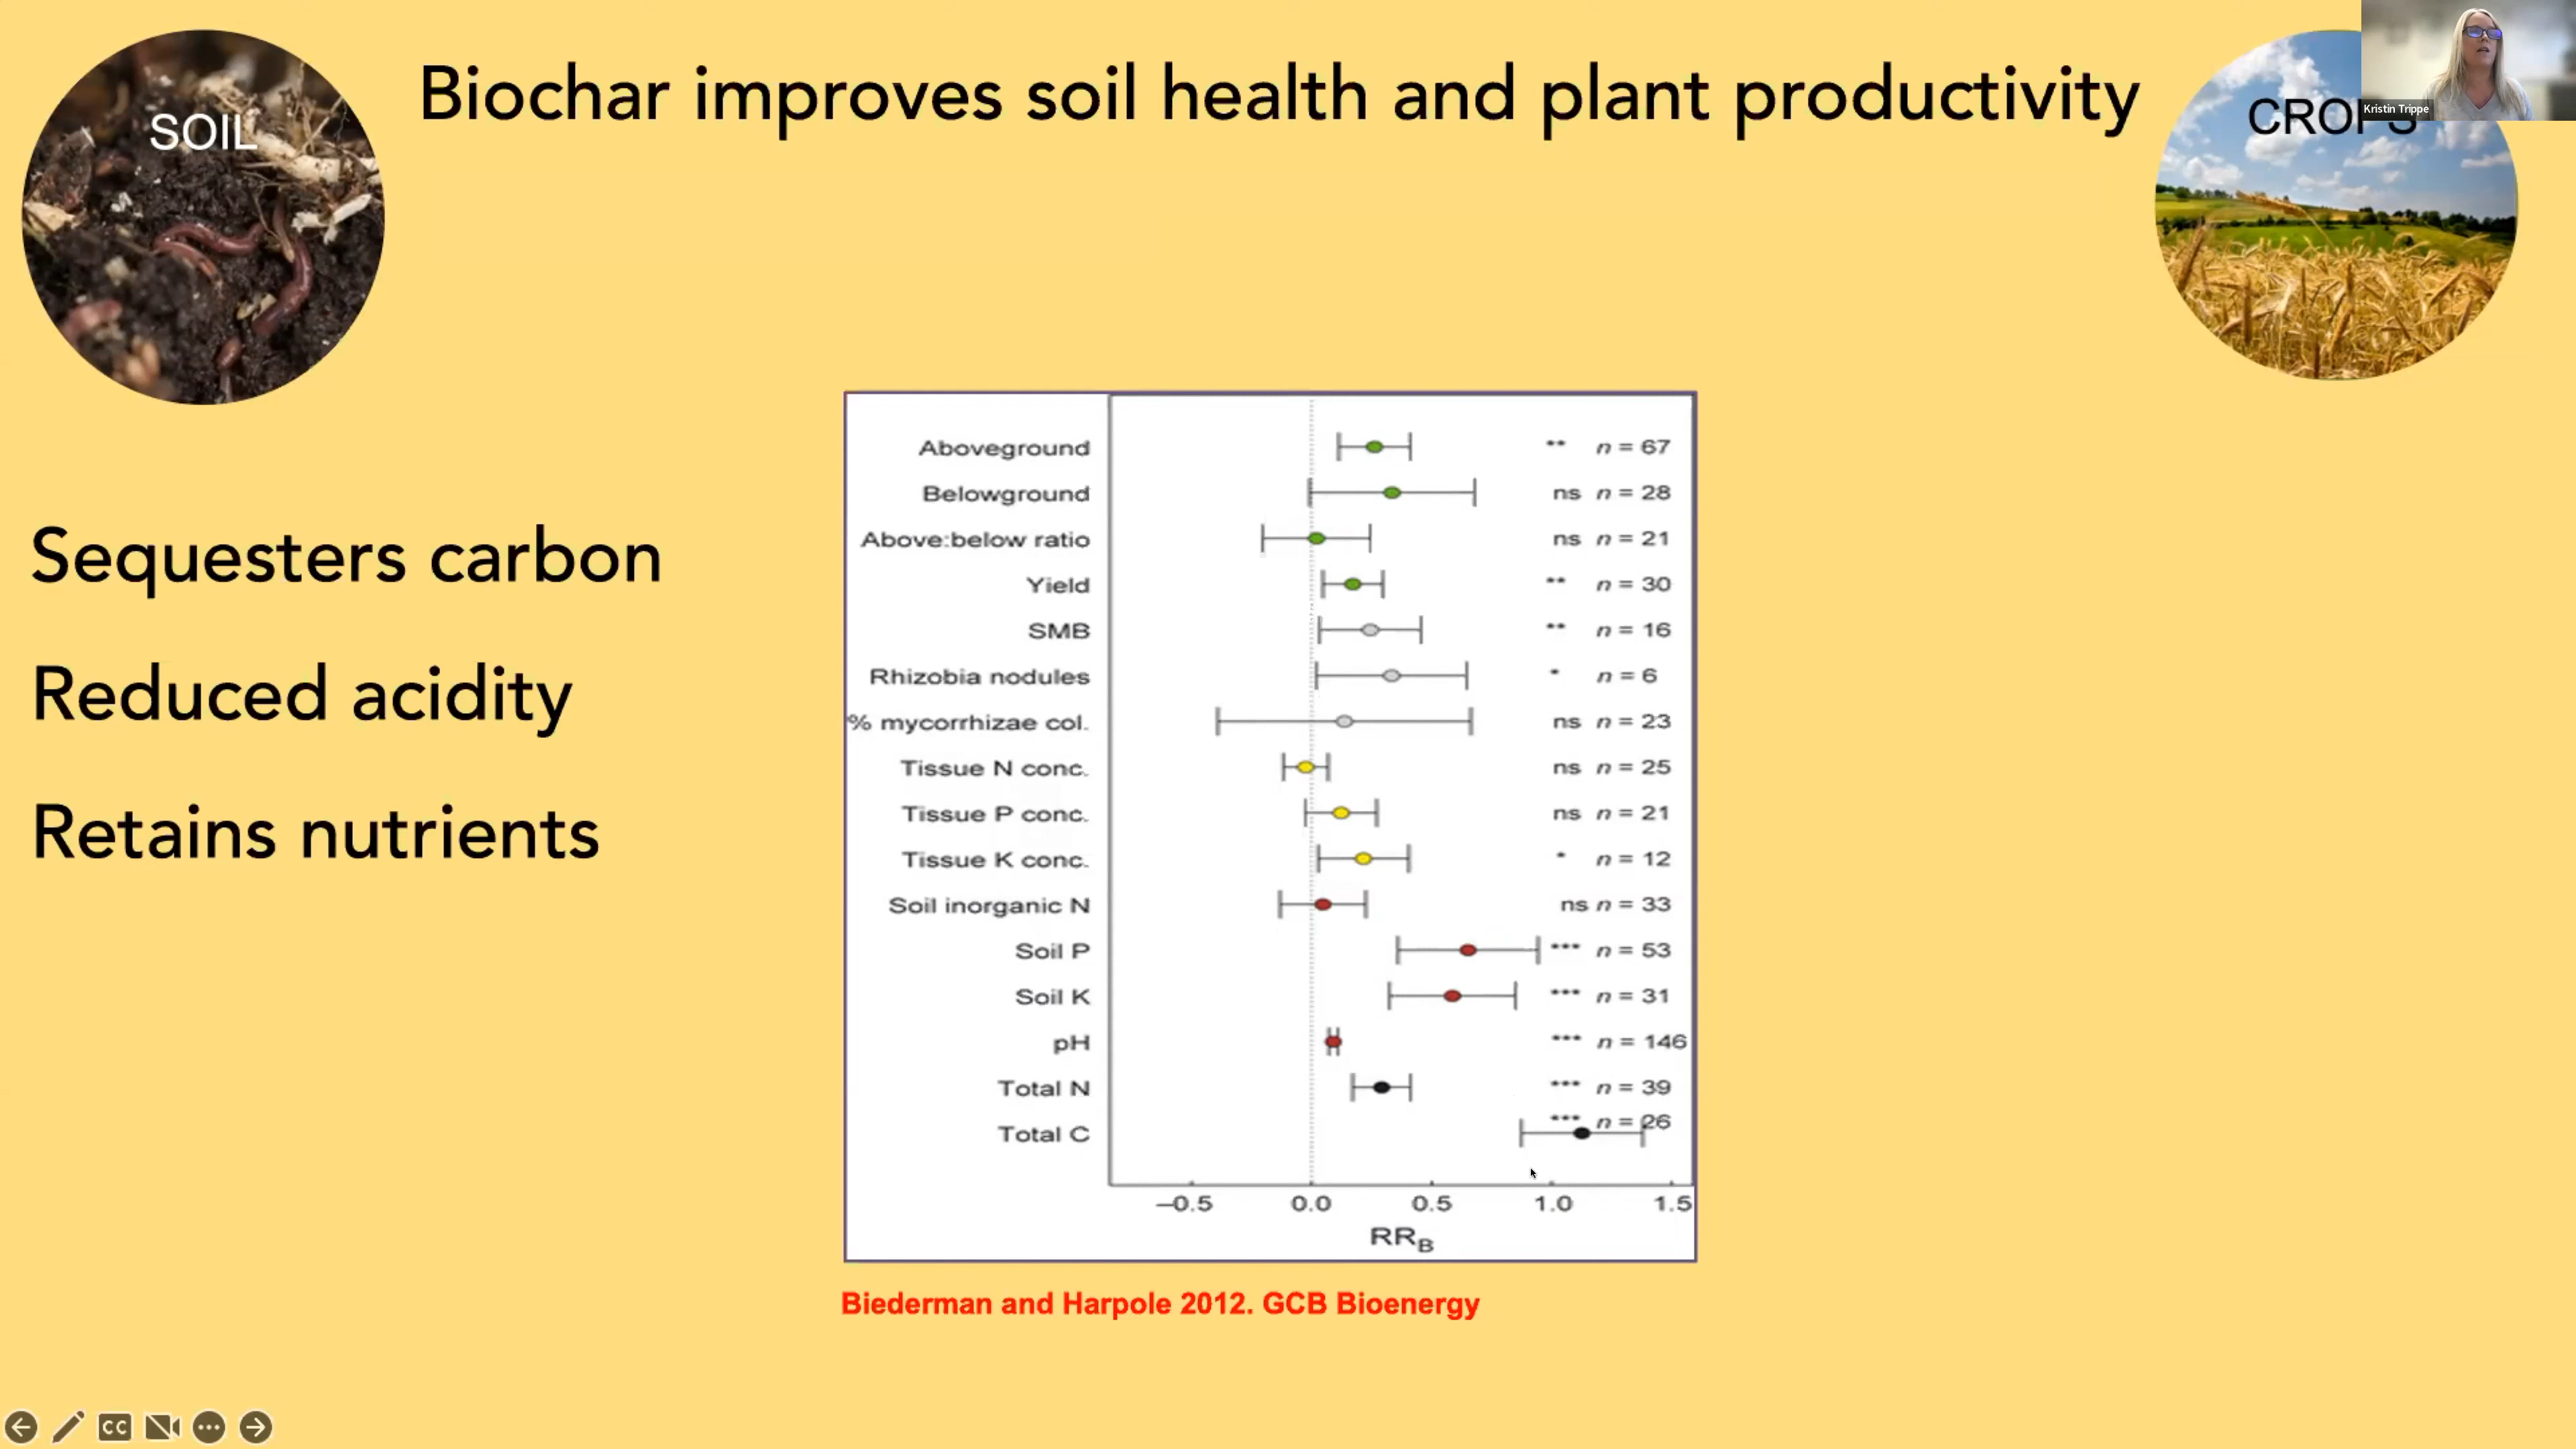 SOIL
Biochar improves soil health and plant productivity
CROPS
Kristin Trippe
Sequesters carbon
Reduced acidity
Retains nutrients
Aboveground ** n = 67
Belowground ns n = 28
Above:below ratio ns n = 21
Yield ** n = 30
SMB ** n = 16
Rhizobia nodules * n = 6
% mycorrhizae col. ns n = 23
Tissue N conc. ns n = 25
Tissue P conc. ns n = 21
Tissue K conc. * n = 12
Soil inorganic N ns n = 33
Soil P *** n = 53
Soil K *** n = 31
pH *** n = 146
Total N *** n = 39
Total C *** n = 26
–0.5 0.0 0.5 1.0 1.5
RRB
Biederman and Harpole 2012. GCB Bioenergy
CC